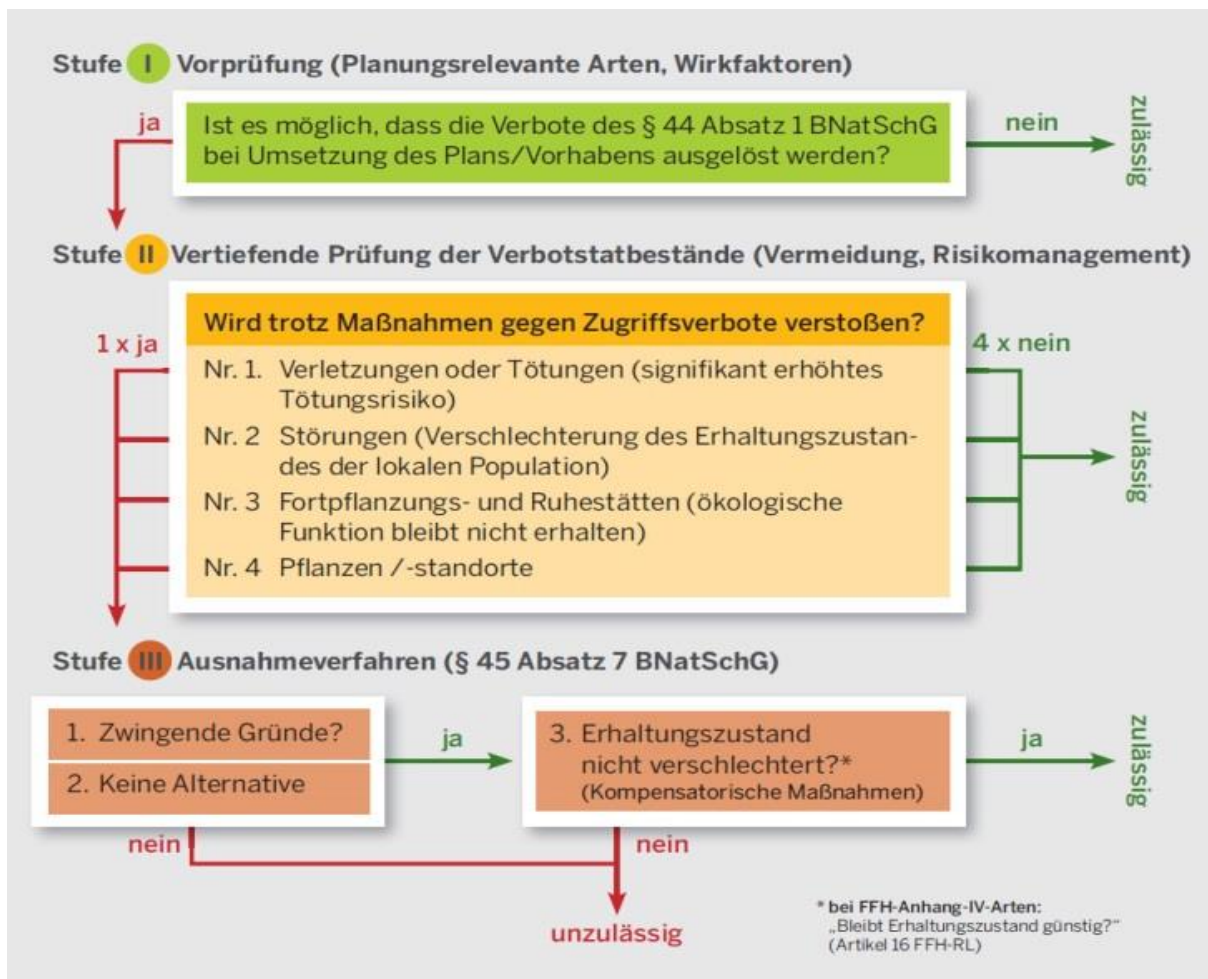 Stufe I Vorprüfung (Planungsrelevante Arten, Wirkfaktoren)
ja
Ist es möglich, dass die Verbote des § 44 Absatz 1 BNatSchG
bei Umsetzung des Plans/Vorhabens ausgelöst werden?
nein
zulässig
Stufe II Vertiefende Prüfung der Verbotstatbestände (Vermeidung, Risikomanagement)
Wird trotz Maßnahmen gegen Zugriffsverbote verstoßen?
1 x ja
4 x nein
Nr. 1. Verletzungen oder Tötungen (signifikant erhöhtes
Tötungsrisiko)
Nr. 2 Störungen (Verschlechterung des Erhaltungszustan-
des der lokalen Population)
Nr. 3 Fortpflanzungs- und Ruhestätten (ökologische
Funktion bleibt nicht erhalten)
Nr. 4 Pflanzen /-standorte
zulässig
Stufe III Ausnahmeverfahren (§ 45 Absatz 7 BNatSchG)
1. Zwingende Gründe?
2. Keine Alternative
ja
3. Erhaltungszustand
nicht verschlechtert?*
(Kompensatorische Maßnahmen)
ja
zulässig
nein
nein
unzulässig
* bei FFH-Anhang-IV-Arten:
„Bleibt Erhaltungszustand günstig?“
(Artikel 16 FFH-RL)